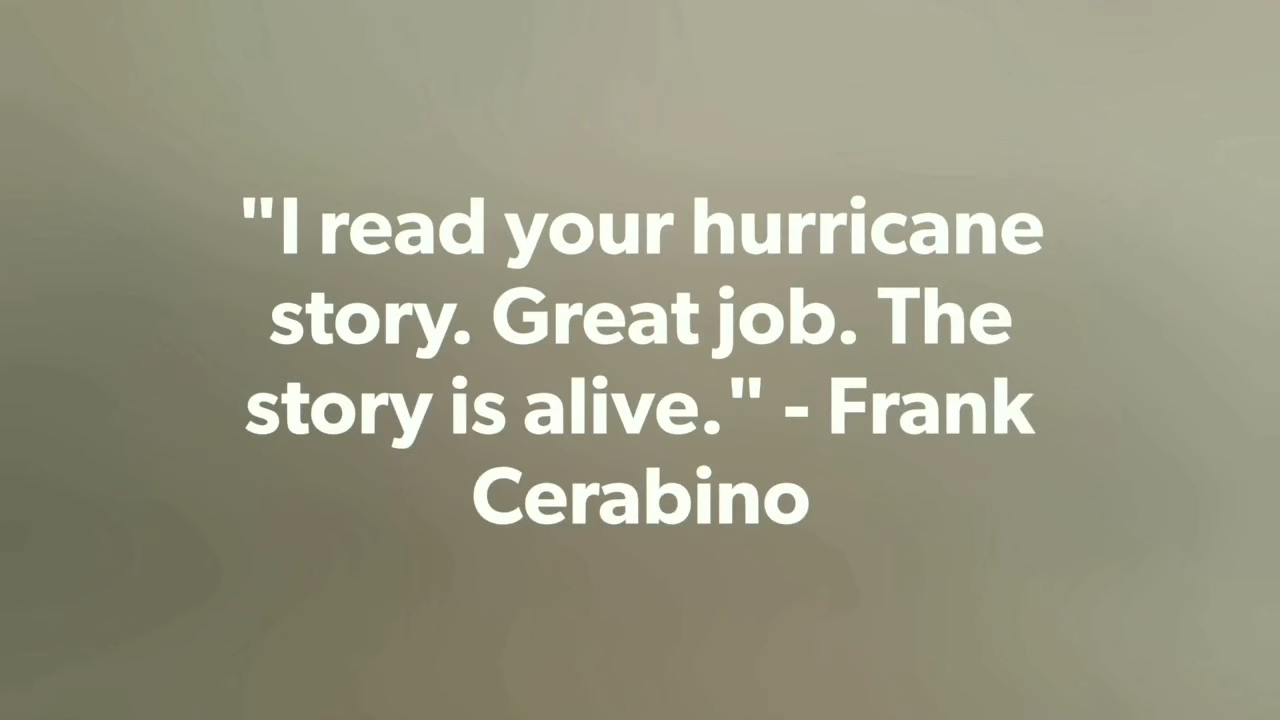 "I read your hurricane
story. Great job. The
story is alive." - Frank
Cerabino